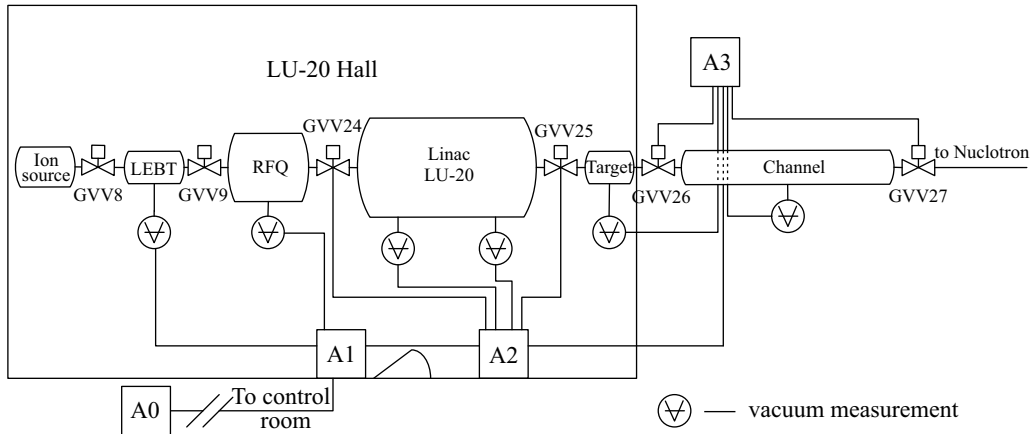 LU-20 Hall
A3
GVV24
GVV25
Ion
source
LEBT
RFQ
Linac
LU-20
Target
Channel
to Nuclotron
GVV8
GVV9
GVV26
GVV27
A1
A2
A0
To control
room
vacuum measurement